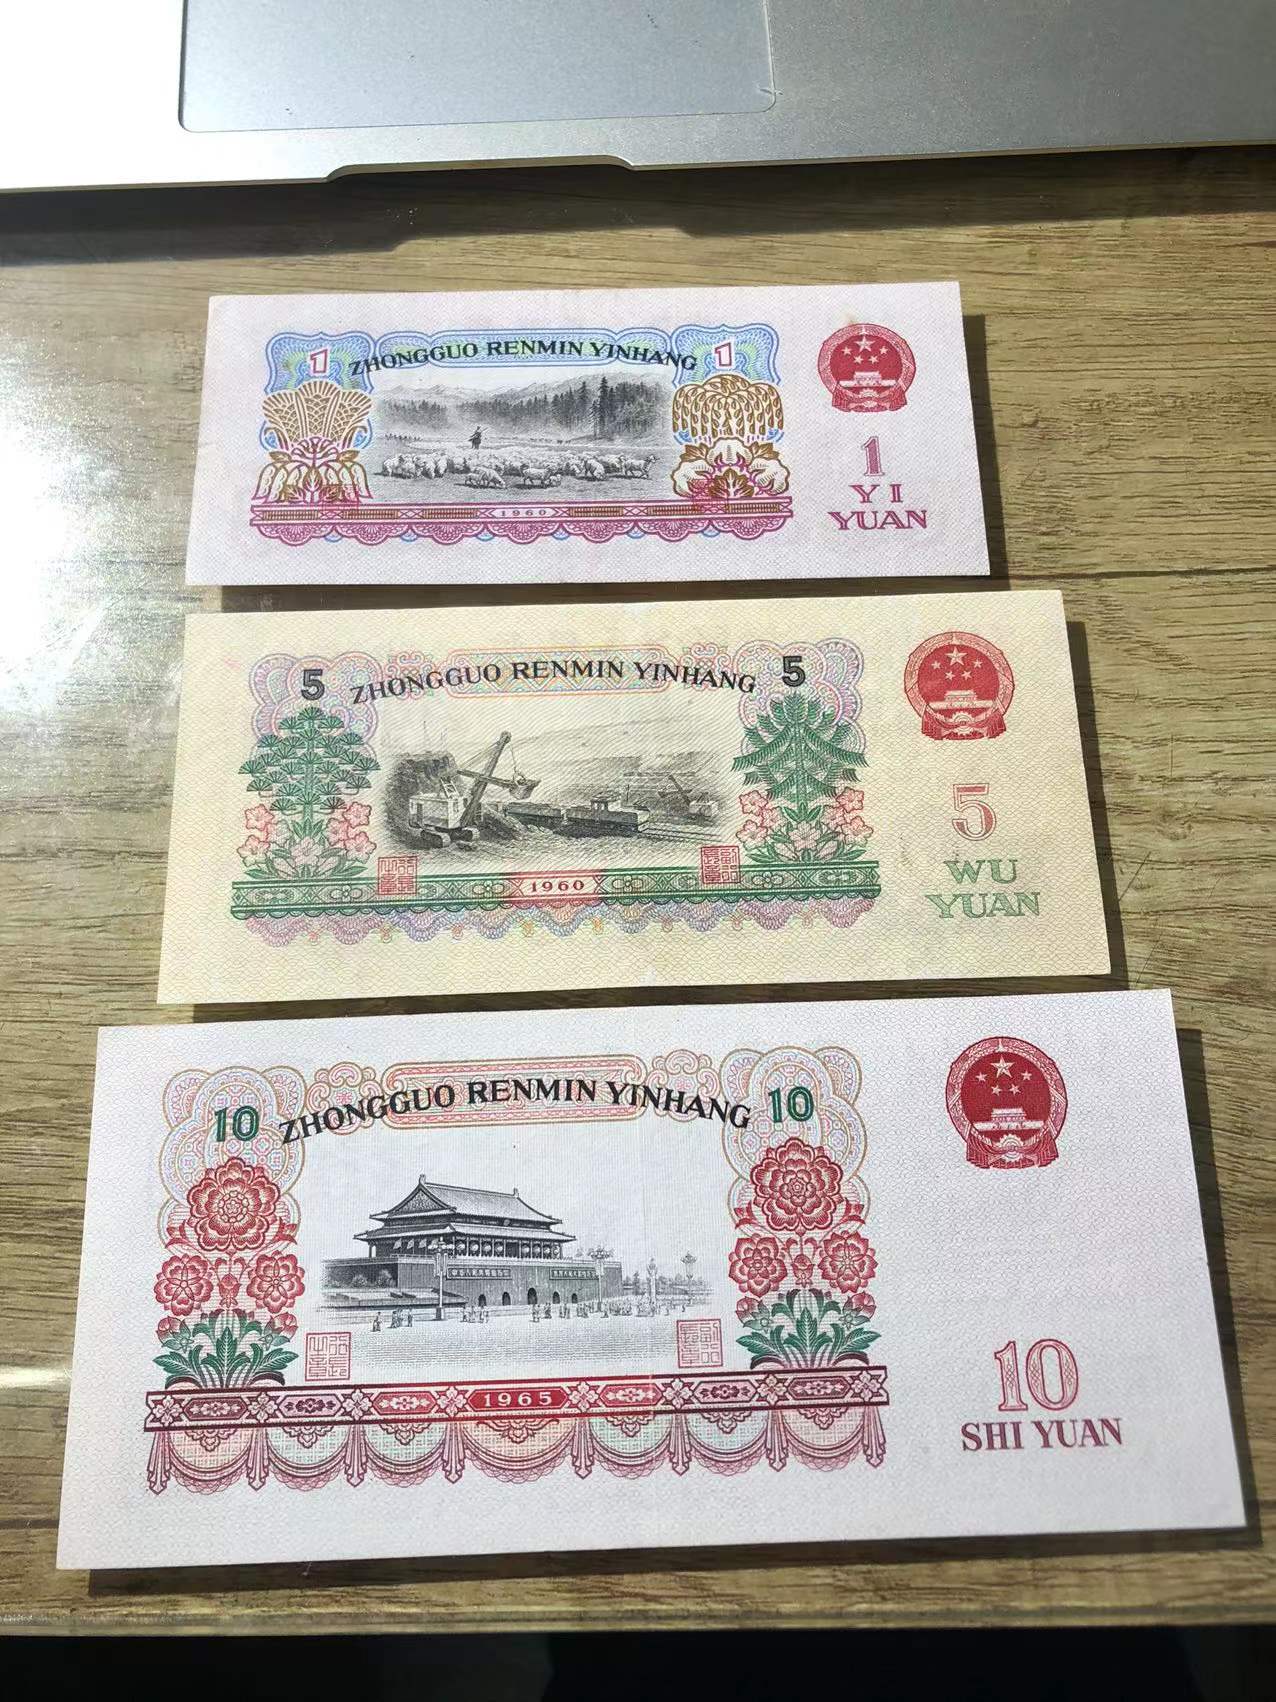 1 ZHONGGUO RENMIN YINHANG 1
1960
1
YI
YUAN
5 ZHONGGUO RENMIN YINHANG 5
1960
5
WU
YUAN
10 ZHONGGUO RENMIN YINHANG 10
1965
10
SHI YUAN